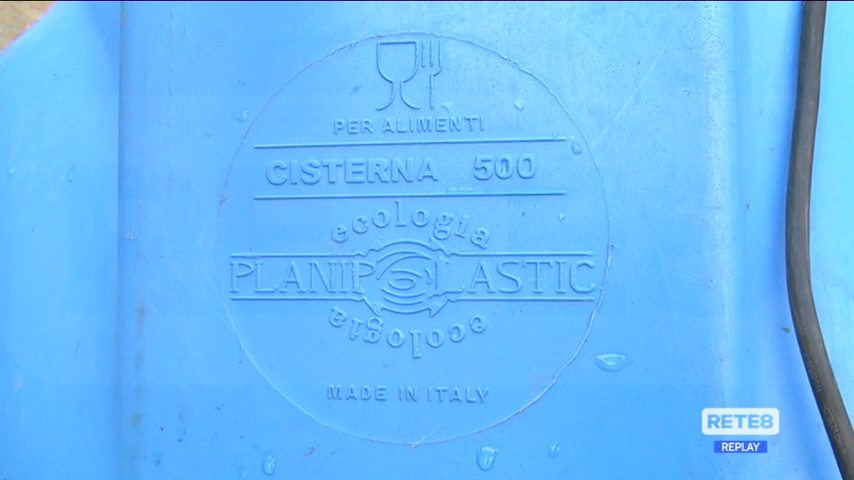 PER ALIMENTI
CISTERNA 500
ecologia
PLANIPLASTIC
ecologia
MADE IN ITALY
RETE8
REPLAY